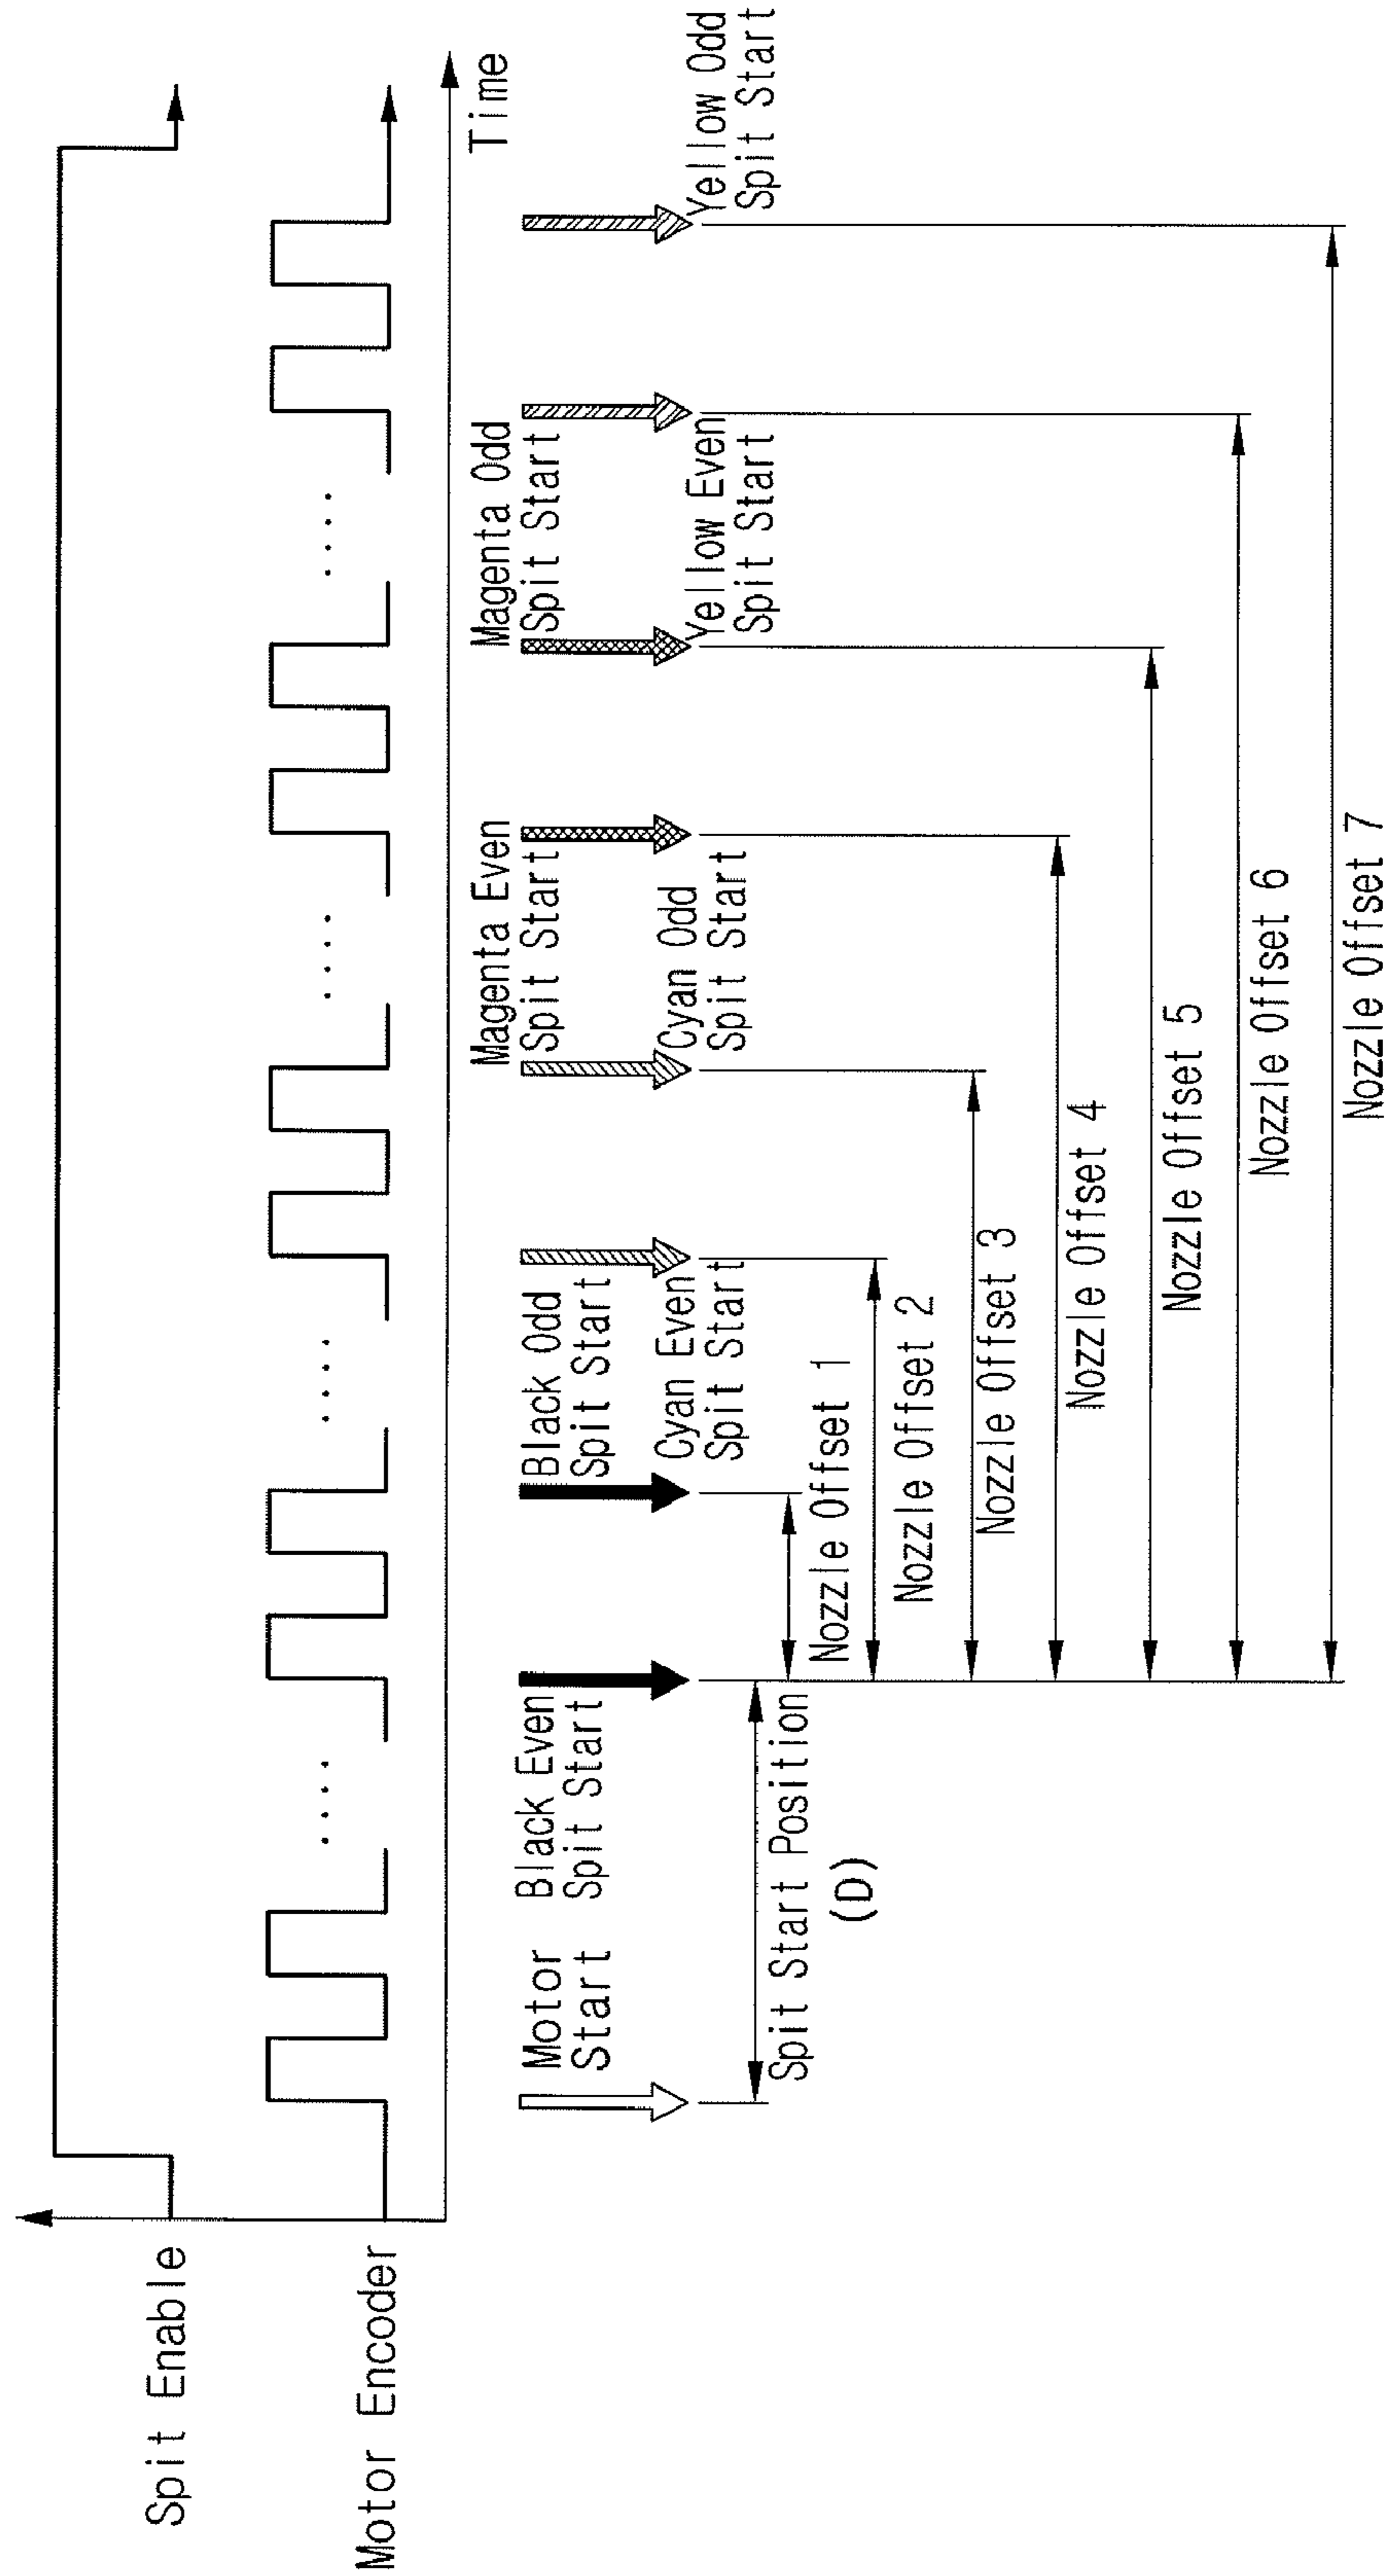 Spit Enable
Motor Encoder
Time
Motor
Start
Black Even
Spit Start
Black Odd
Spit Start
Cyan Even
Spit Start
Magenta Even
Spit Start
Cyan Odd
Spit Start
Magenta Odd
Spit Start
Yellow Even
Spit Start
Yellow Odd
Spit Start
Spit Start Position
(D)
Nozzle Offset 1
Nozzle Offset 2
Nozzle Offset 3
Nozzle Offset 4
Nozzle Offset 5
Nozzle Offset 6
Nozzle Offset 7